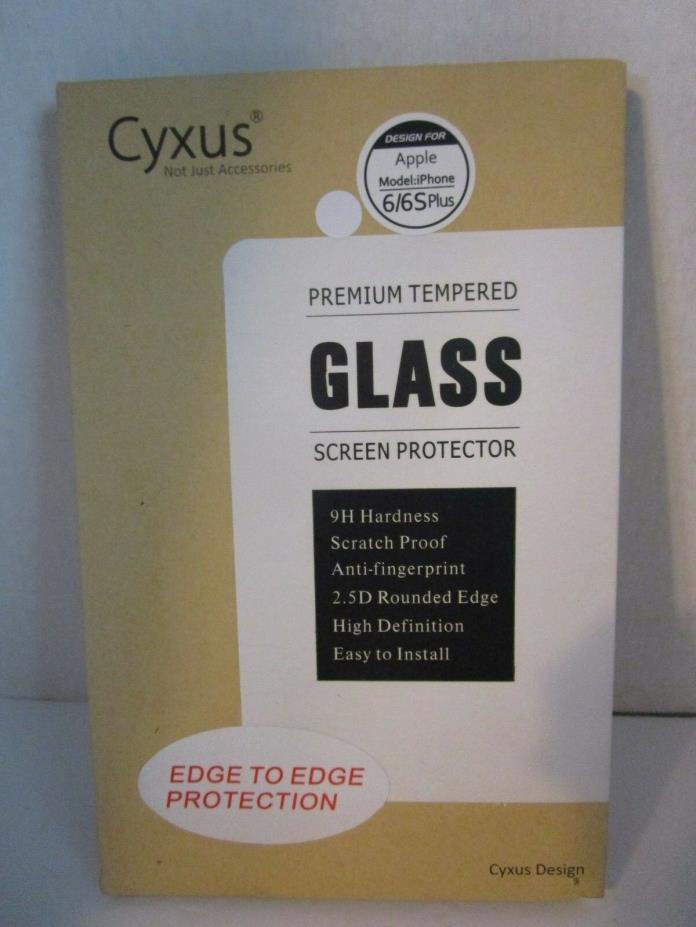 Cyxus®
Not Just Accessories
DESIGN FOR
Apple
Model:iPhone
6/6S Plus
PREMIUM TEMPERED
GLASS
SCREEN PROTECTOR
9H Hardness
Scratch Proof
Anti-fingerprint
2.5D Rounded Edge
High Definition
Easy to Install
EDGE TO EDGE
PROTECTION
Cyxus Design
®